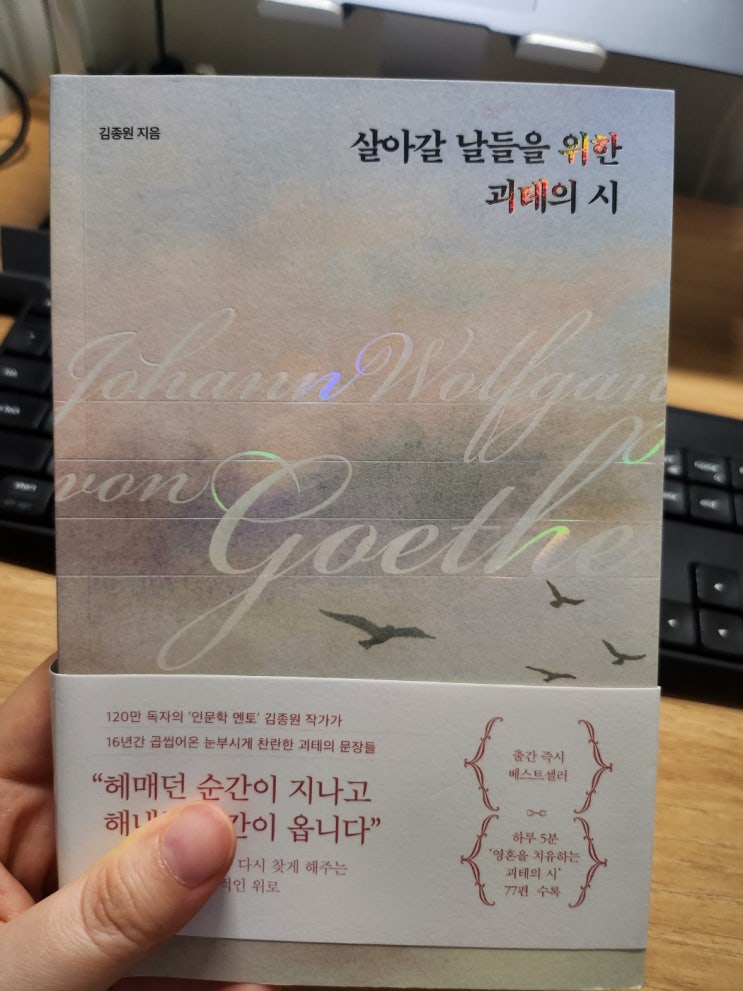 김종원 지음
살아갈 날들을 위한
괴테의 시
Johann Wolfgang
von Goethe
120만 독자의 '인문학 멘토' 김종원 작가가
16년간 곱씹어온 눈부시게 찬란한 괴테의 문장들
“헤매던 순간이 지나고
간이 옵니다”
다시 찾게 해주는
위로
출간 즉시
베스트셀러
하루 5분
'영혼을 치유하는
괴테의 시'
77편 수록